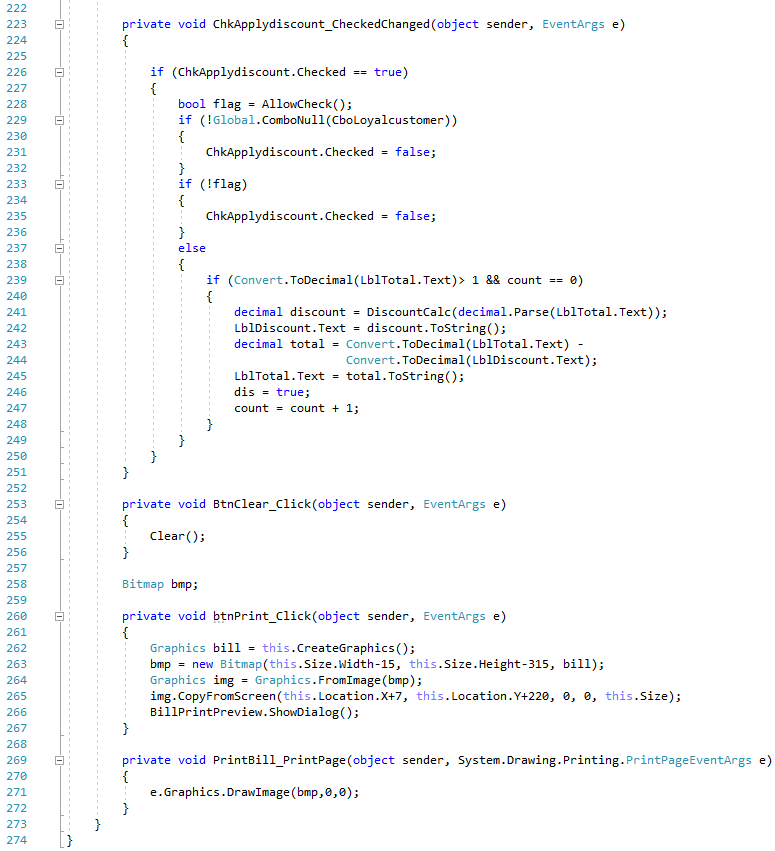 222
223 private void ChkApplydiscount_CheckedChanged(object sender, EventArgs e)
224 {
225
226 if (ChkApplydiscount.Checked == true)
227 {
228 bool flag = AllowCheck();
229 if (!Global.ComboNull(CboLoyalcustomer))
230 {
231 ChkApplydiscount.Checked = false;
232 }
233 if (!flag)
234 {
235 ChkApplydiscount.Checked = false;
236 }
237 else
238 {
239 if (Convert.ToDecimal(LblTotal.Text)> 1 && count == 0)
240 {
241 decimal discount = DiscountCalc(decimal.Parse(LblTotal.Text));
242 LblDiscount.Text = discount.ToString();
243 decimal total = Convert.ToDecimal(LblTotal.Text) -
244 Convert.ToDecimal(LblDiscount.Text);
245 LblTotal.Text = total.ToString();
246 dis = true;
247 count = count + 1;
248 }
249 }
250 }
251 }
252
253 private void BtnClear_Click(object sender, EventArgs e)
254 {
255 Clear();
256 }
257
258 Bitmap bmp;
259
260 private void btnPrint_Click(object sender, EventArgs e)
261 {
262 Graphics bill = this.CreateGraphics();
263 bmp = new Bitmap(this.Size.Width-15, this.Size.Height-315, bill);
264 Graphics img = Graphics.FromImage(bmp);
265 img.CopyFromScreen(this.Location.X+7, this.Location.Y+220, 0, 0, this.Size);
266 BillPrintPreview.ShowDialog();
267 }
268
269 private void PrintBill_PrintPage(object sender, System.Drawing.Printing.PrintPageEventArgs e)
270 {
271 e.Graphics.DrawImage(bmp,0,0);
272 }
273 }
274 }